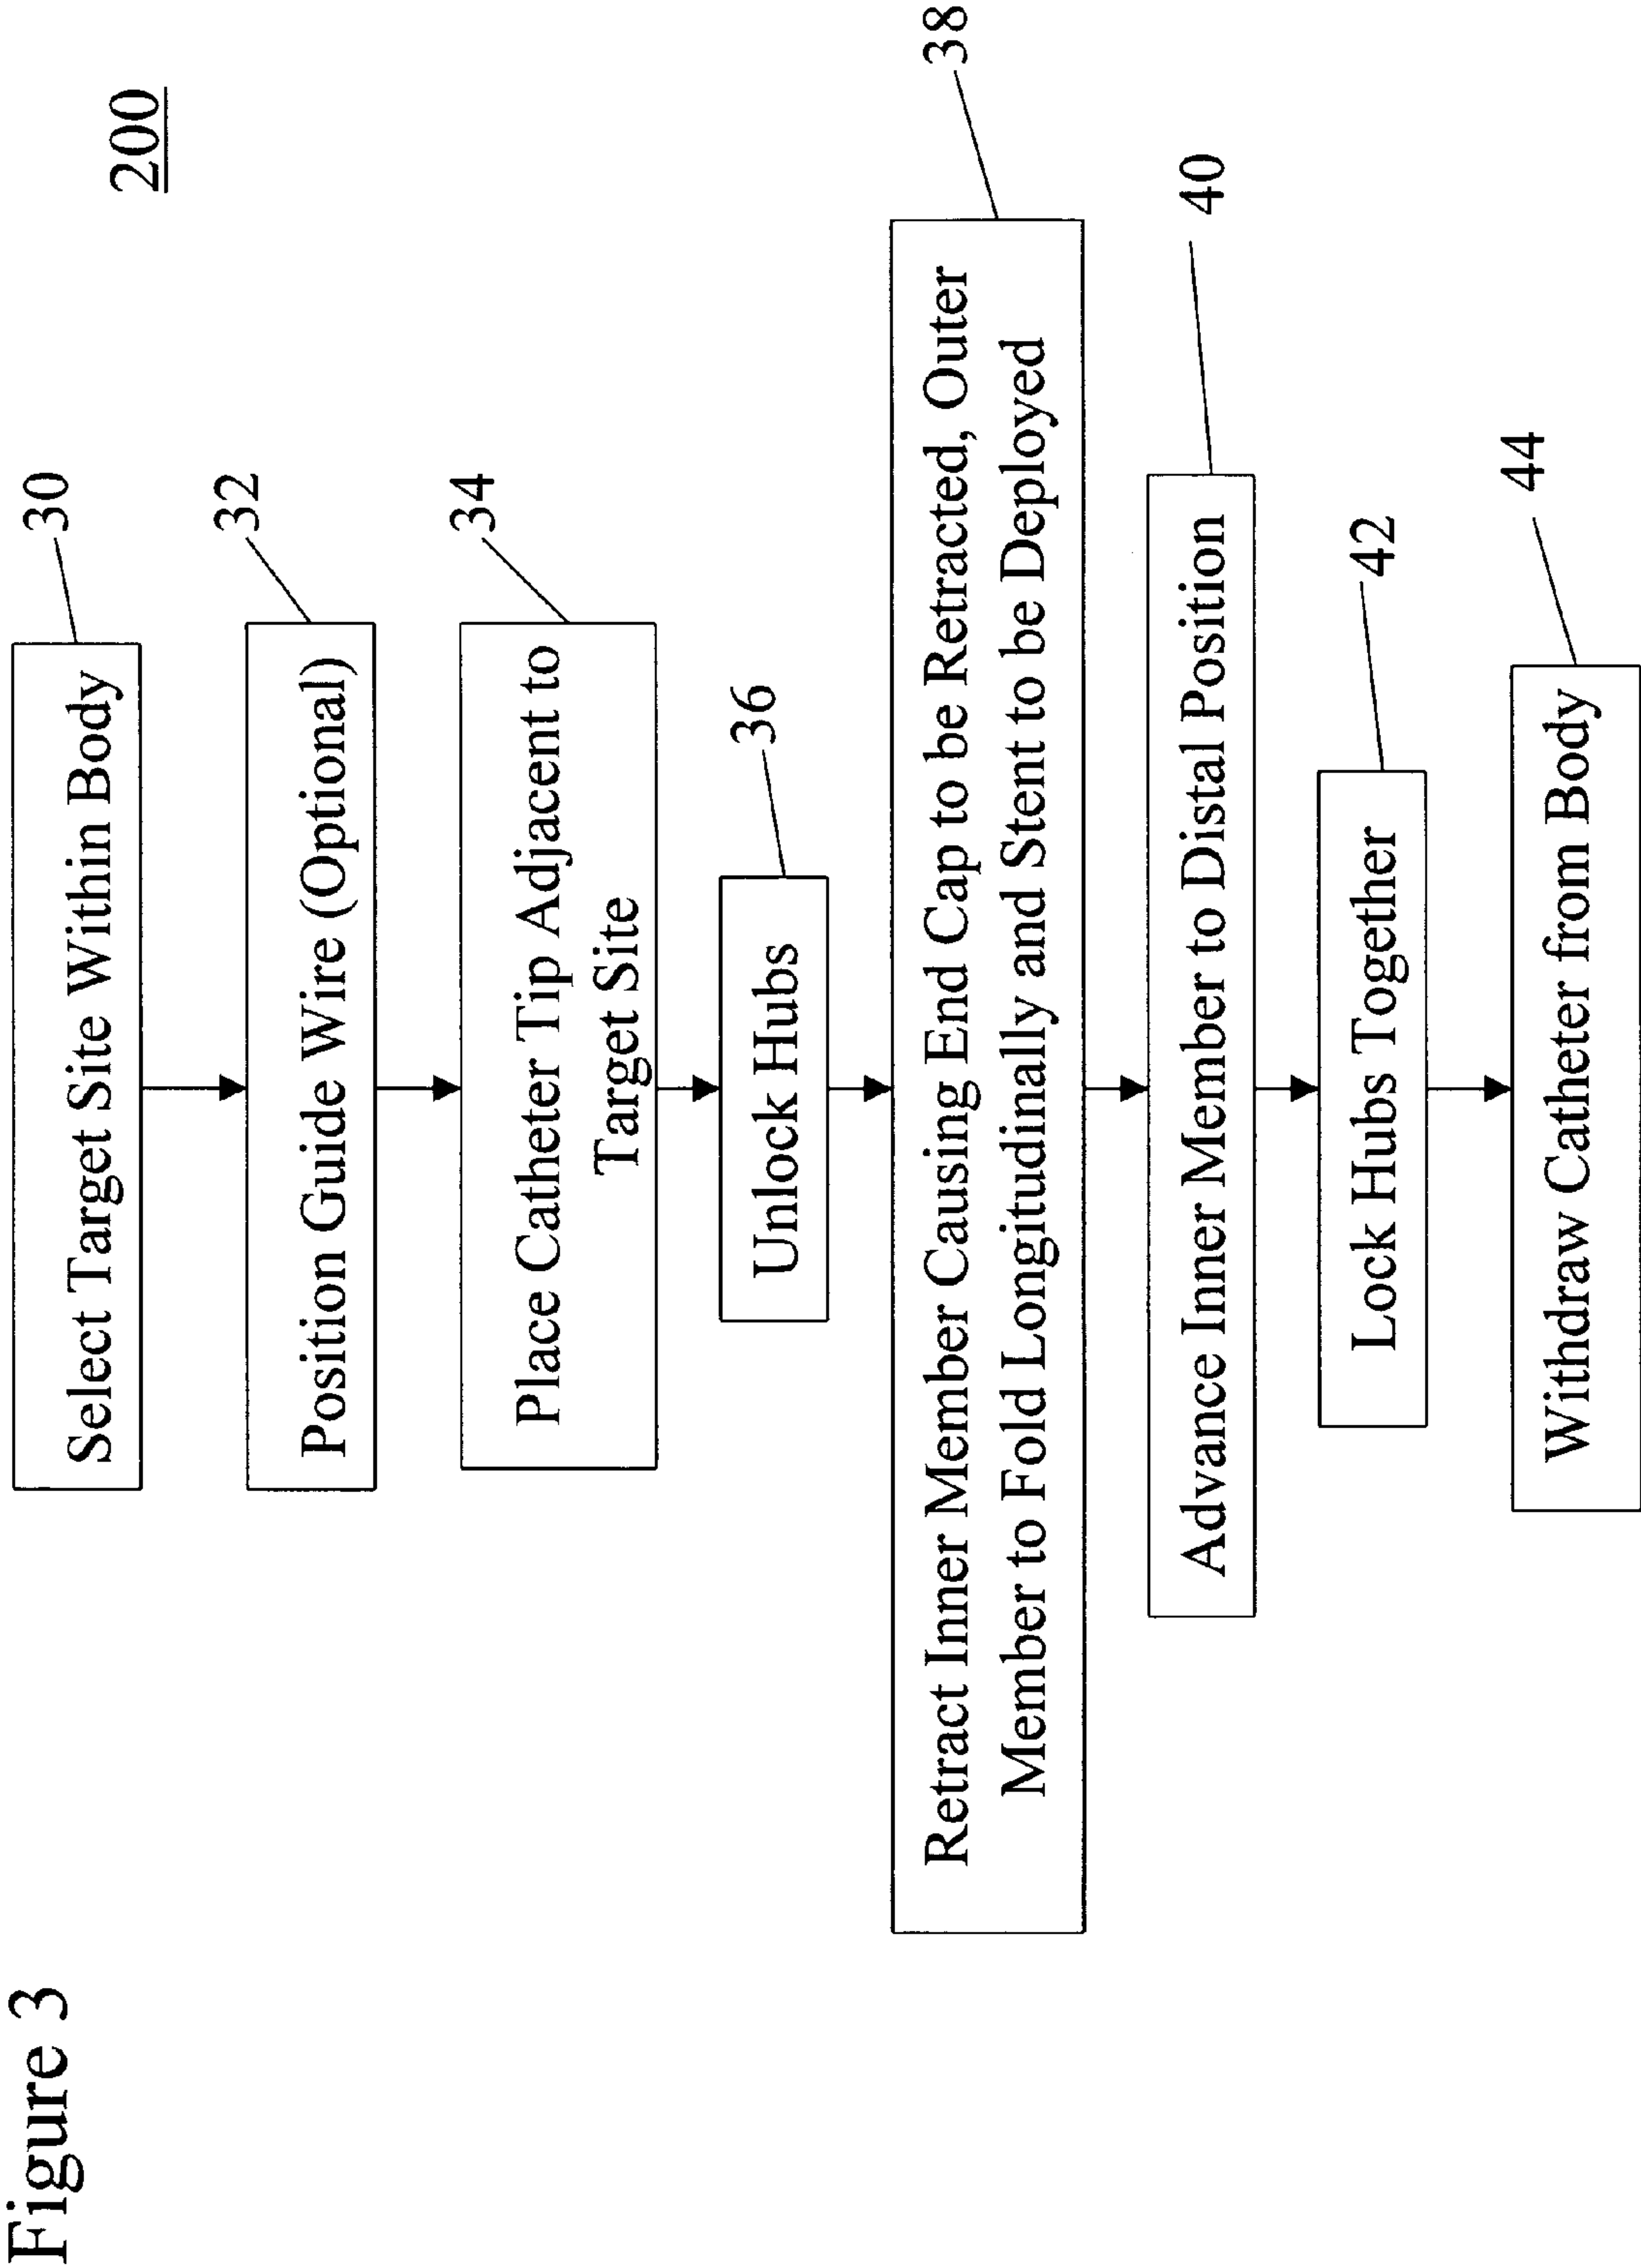 Figure 3
200
Select Target Site Within Body
30
Position Guide Wire (Optional)
32
Place Catheter Tip Adjacent to
Target Site
34
Unlock Hubs
36
Retract Inner Member Causing End Cap to be Retracted, Outer
Member to Fold Longitudinally and Stent to be Deployed
38
Advance Inner Member to Distal Position
40
Lock Hubs Together
42
Withdraw Catheter from Body
44